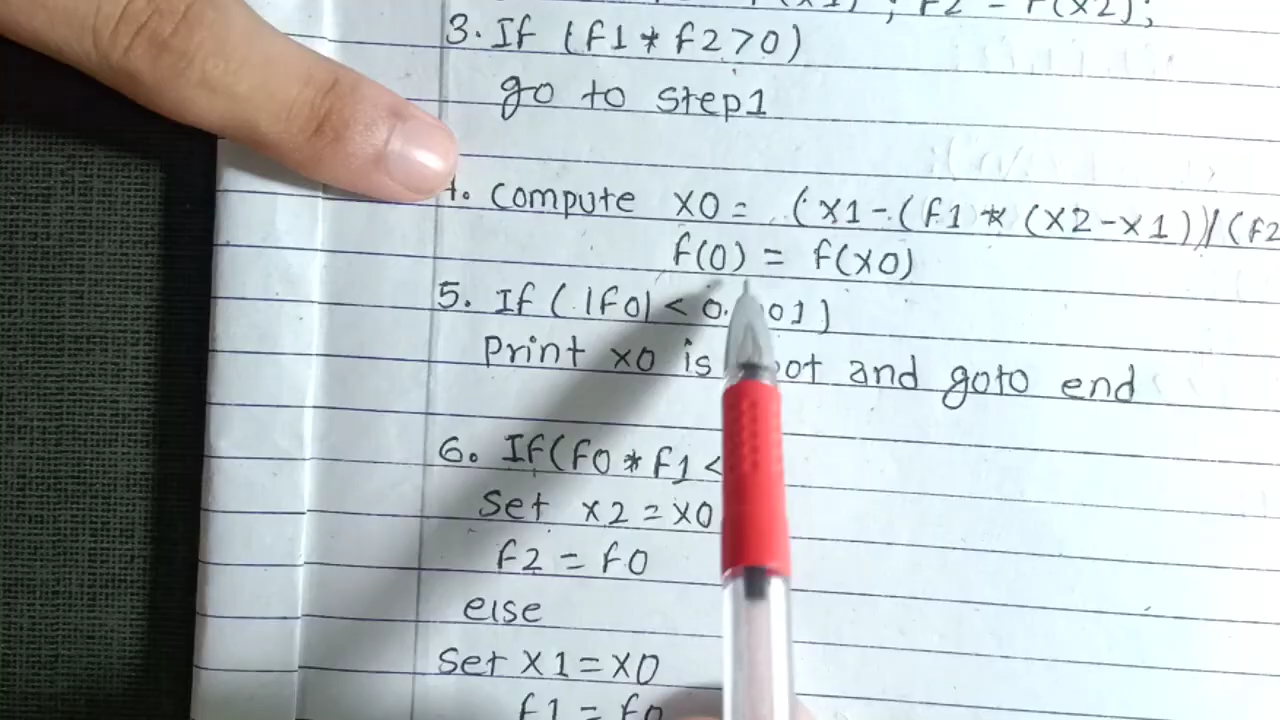 ; F2 = F(x2);
3. If (f1 * f2 > 0)
go to step1
4. Compute x0 = (x1 - (f1 * (x2 - x1)) / (f2
f(0) = f(x0)
5. If (|f0| < 0.
Print x0 is and goto end
6. If (f0 * f1 <
Set x2 = x0
f2 = f0
else
Set x1 = x0
f1 = f0